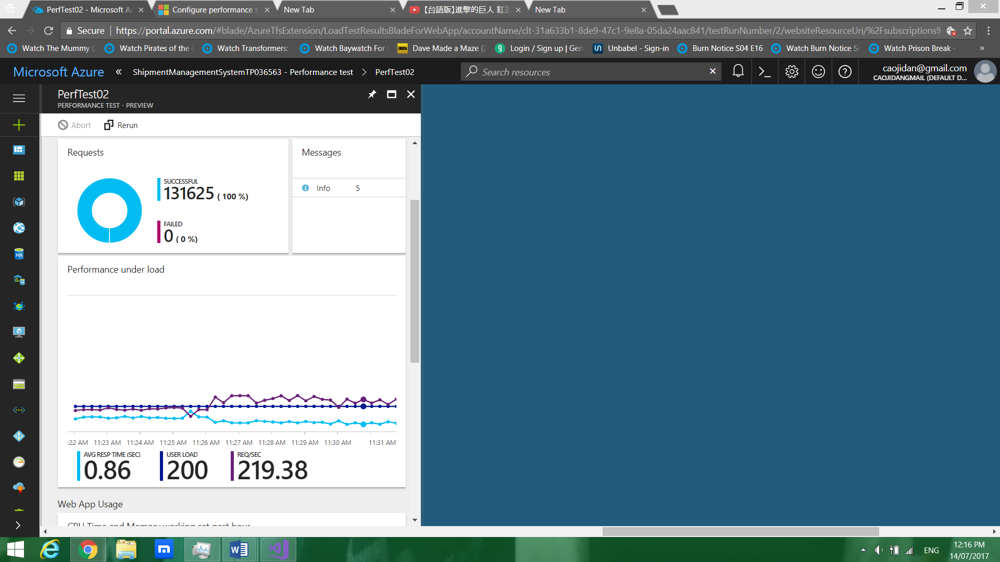 PerfTest02 - Microsoft Az
Configure performance t
New Tab
【台語版】進擊的巨人 紅
New Tab
Secure
https://portal.azure.com/#blade/AzureTfsExtension/LoadTestResultsBladeForWebApp/accountName/clt-31a633b1-8de9-47c1-9e8a-05da24aac841/testRunNumber/2/websiteResourceUri/%2Fsubscriptions%
Watch The Mummy (
Watch Pirates of the
Watch Transformers:
Watch Baywatch For
IMDb
Dave Made a Maze (2
Login / Sign up | Gen
Unbabel - Sign-in
Burn Notice S04 E16
Watch Burn Notice S
Watch Prison Break -
»
Microsoft Azure
«
ShipmentManagementSystemTP036563 - Performance test
PerfTest02
Search resources
caojidan@gmail.com
CAOJIDANGMAIL (DEFAULT D...
PerfTest02
PERFORMANCE TEST - PREVIEW
Abort
Rerun
Requests
SUCCESSFUL
131625 ( 100 %)
FAILED
0 ( 0 %)
Messages
Info
5
Performance under load
:22 AM
11:23 AM
11:24 AM
11:25 AM
11:26 AM
11:27 AM
11:28 AM
11:29 AM
11:30 AM
11:31 AM
AVG RESP TIME (SEC)
0.86
USER LOAD
200
REQ/SEC
219.38
Web App Usage
CPU Time and Memory working set past hour
SQL
ENG
12:16 PM
14/07/2017